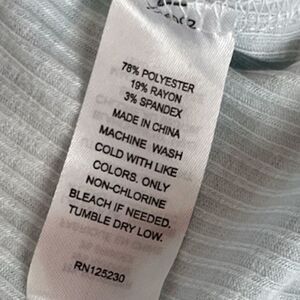 78% POLYESTER
19% RAYON
3% SPANDEX
MADE IN CHINA
MACHINE WASH
COLD WITH LIKE
COLORS. ONLY
NON-CHLORINE
BLEACH IF NEEDED.
TUMBLE DRY LOW.
RN125230